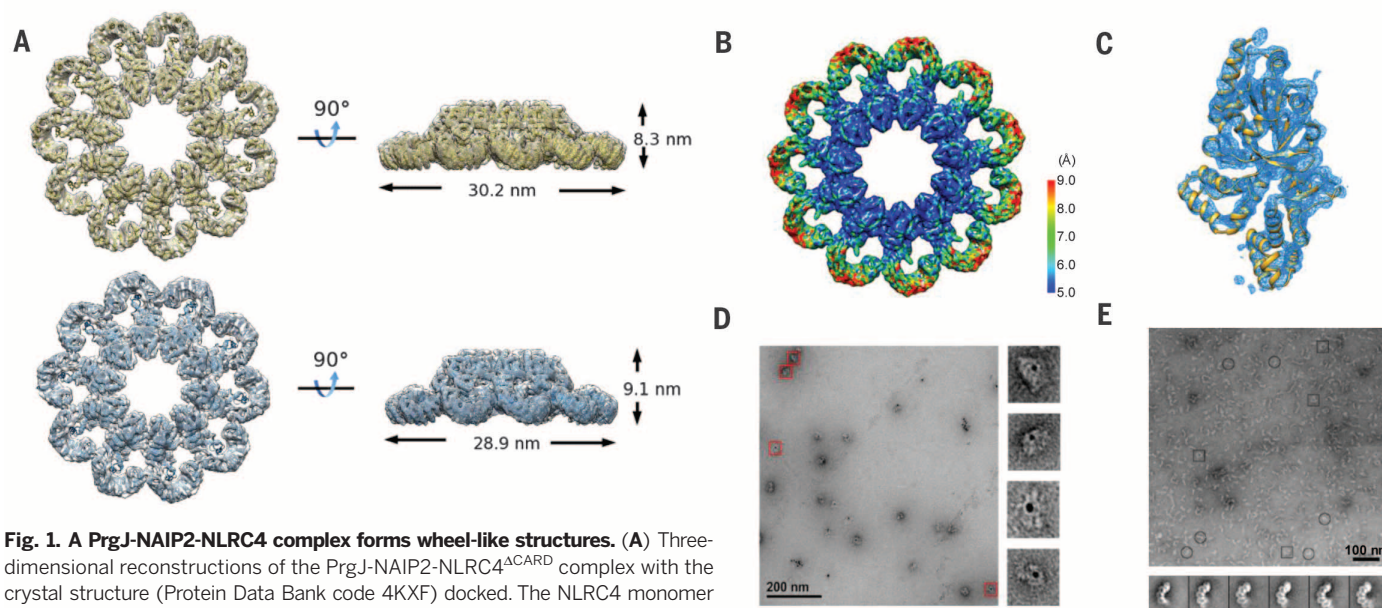 A
90°
8.3 nm
30.2 nm
90°
9.1 nm
28.9 nm
B
(Å)
9.0
8.0
7.0
6.0
5.0
C
D
200 nm
E
100 nm
Fig. 1. A PrgJ-NAIP2-NLRC4 complex forms wheel-like structures. (A) Three-
dimensional reconstructions of the PrgJ-NAIP2-NLRC4ΔCARD complex with the
crystal structure (Protein Data Bank code 4KXF) docked. The NLRC4 monomer